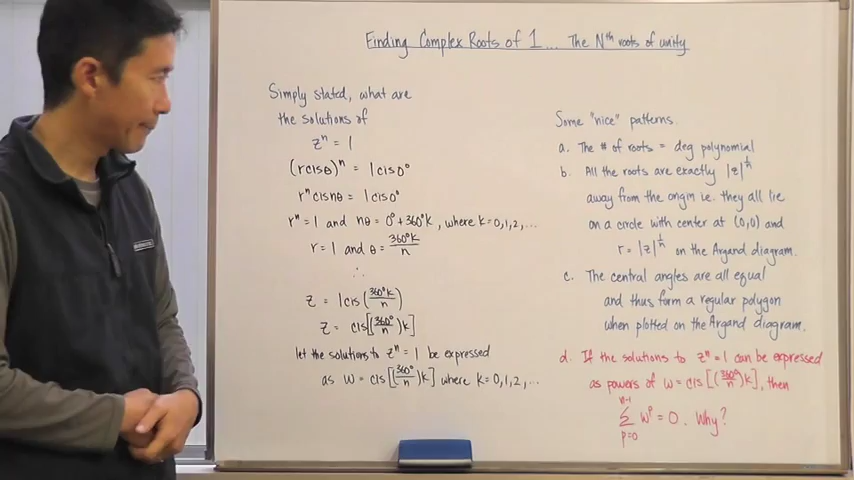 Finding Complex Roots of 1... The Nᵗʰ roots of unity
Simply stated, what are
the solutions of
zⁿ = 1
(rcisθ)ⁿ = 1cis0°
rⁿcisnθ = 1cis0°
rⁿ = 1 and nθ = 0° + 360°k, where k = 0,1,2,...
r = 1 and θ = 360°k/n
∴
z = 1cis(360°k/n)
z = cis[(360°/n)k]
let the solutions to zⁿ = 1 be expressed
as w = cis[(360°/n)k] where k = 0,1,2,...
Some "nice" patterns.
a. The # of roots = deg polynomial
b. All the roots are exactly |z|^(1/n)
away from the origin i.e. they all lie
on a circle with center at (0,0) and
r = |z|^(1/n) on the Argand diagram.
c. The central angles are all equal
and thus form a regular polygon
when plotted on the Argand diagram.
d. If the solutions to zⁿ = 1 can be expressed
as powers of w = cis[(360°/n)k], then
n-1
∑ wᵖ = 0. Why?
p=0